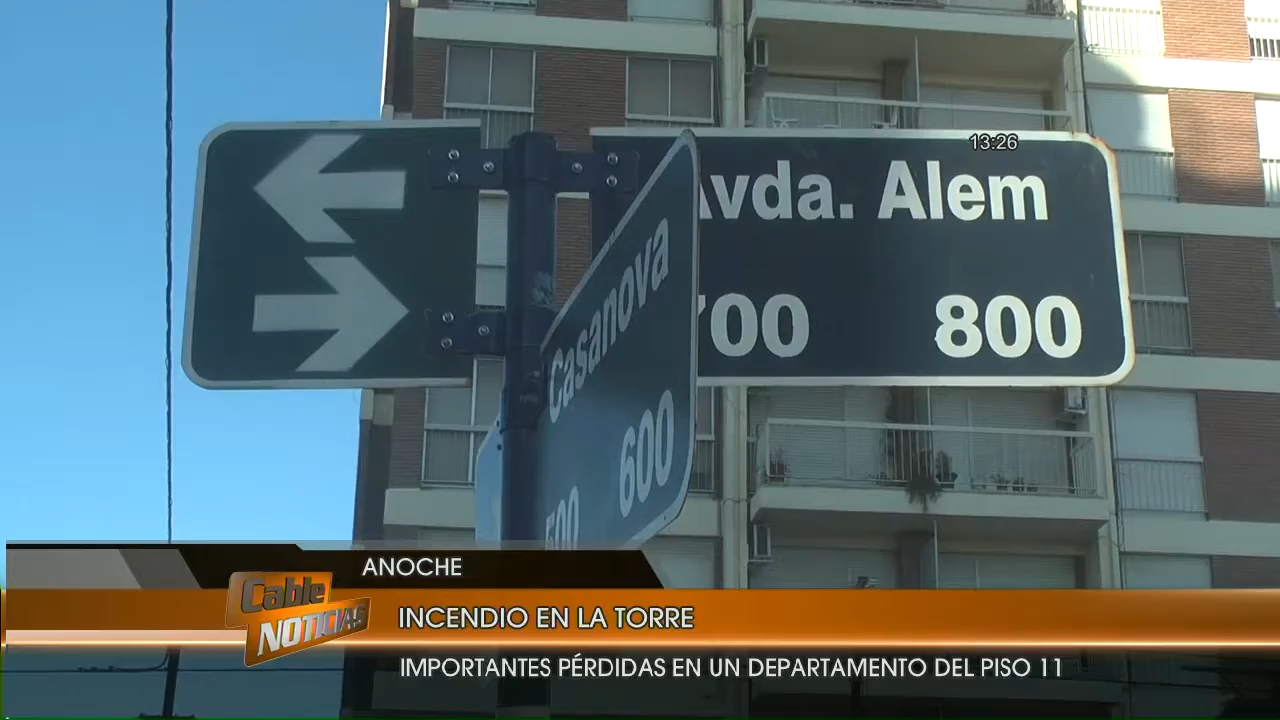 13:26
Avda. Alem
700 800
Casanova
600
500
ANOCHE
Cable
NOTICIAS
INCENDIO EN LA TORRE
IMPORTANTES PÉRDIDAS EN UN DEPARTAMENTO DEL PISO 11